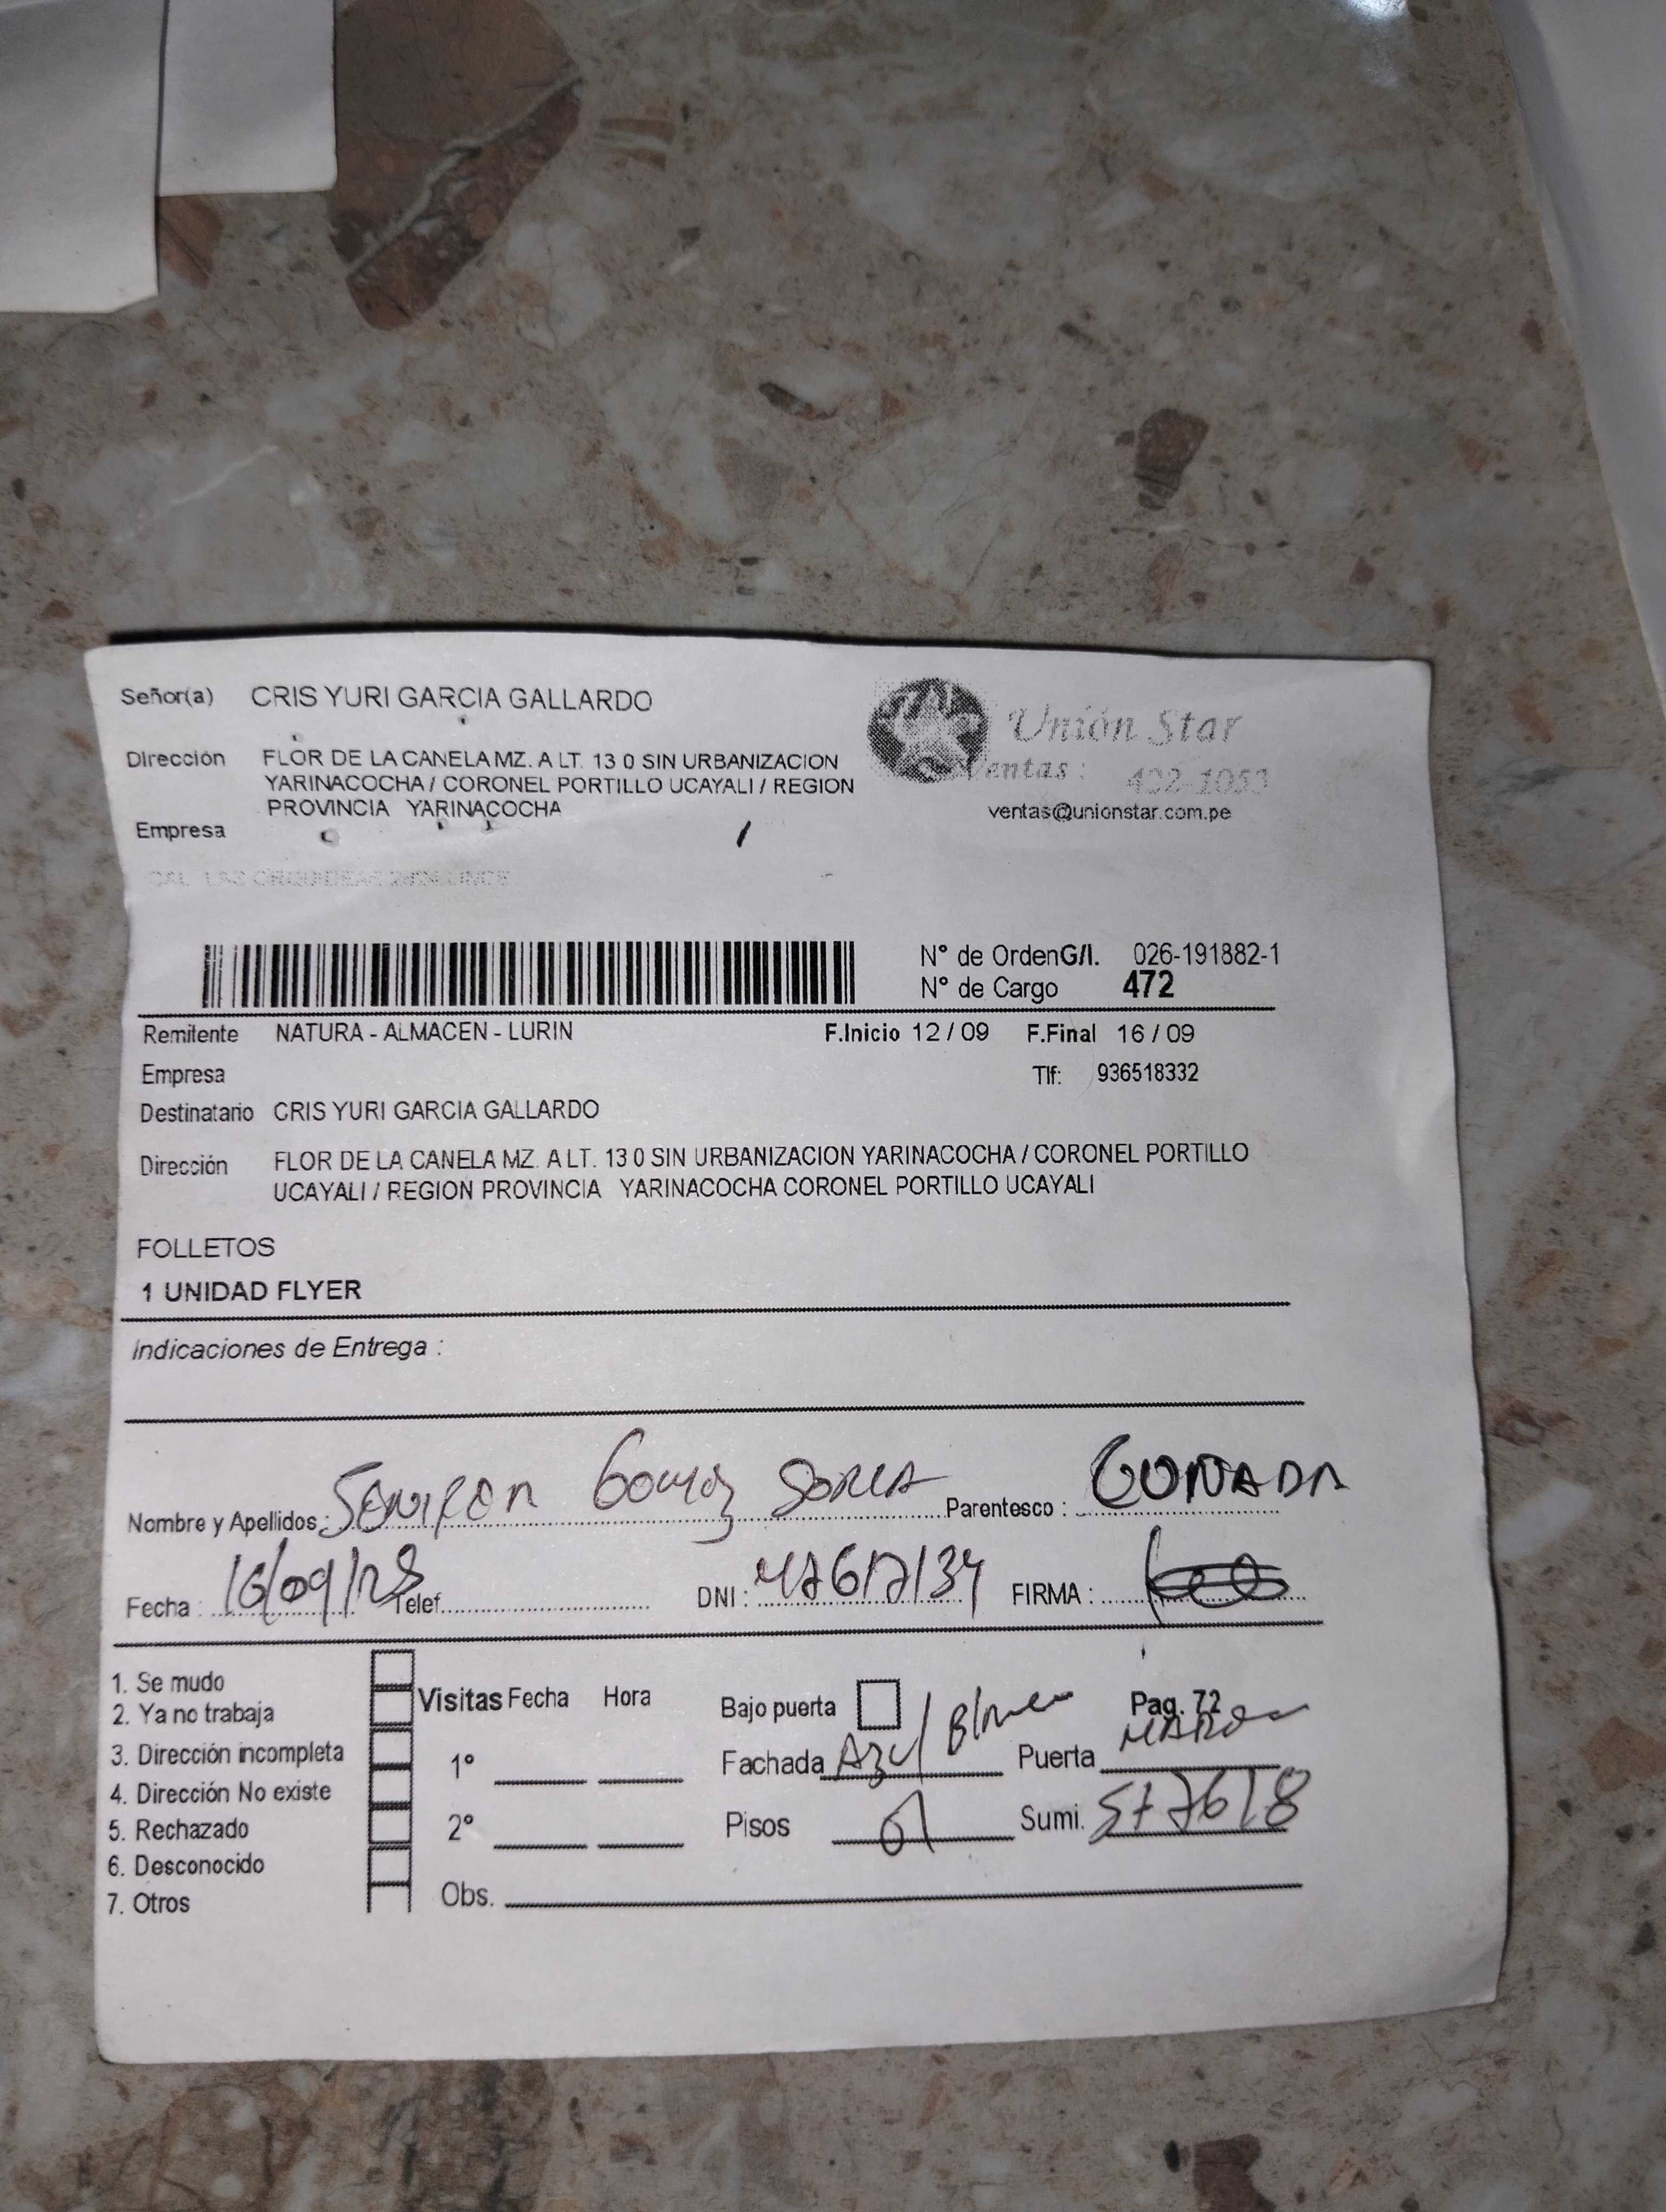 Señor(a) CRIS YURI GARCIA GALLARDO
Unión Star
Dirección FLOR DE LA CANELA MZ. A LT. 13 0 SIN URBANIZACION
YARINACOCHA / CORONEL PORTILLO UCAYALI / REGION
PROVINCIA YARINACOCHA
Ventas: 422-1053
ventas@unionstar.com.pe
Empresa
N° de OrdenG/I. 026-191882-1
N° de Cargo 472
Remitente NATURA - ALMACEN - LURIN F.Inicio 12 / 09 F.Final 16 / 09
Empresa Tlf: 936518332
Destinatario CRIS YURI GARCIA GALLARDO
Dirección FLOR DE LA CANELA MZ. A LT. 13 0 SIN URBANIZACION YARINACOCHA / CORONEL PORTILLO
UCAYALI / REGION PROVINCIA YARINACOCHA CORONEL PORTILLO UCAYALI
FOLLETOS
1 UNIDAD FLYER
Indicaciones de Entrega :
Nombre y Apellidos: Parentesco :
Fecha : Telef. DNI : FIRMA :
1. Se mudo
2. Ya no trabaja
3. Dirección incompleta
4. Dirección No existe
5. Rechazado
6. Desconocido
7. Otros
Visitas Fecha Hora Bajo puerta Pag. 72
1° Fachada Azul / Puerta
2° Pisos 01 Sumi.
Obs.